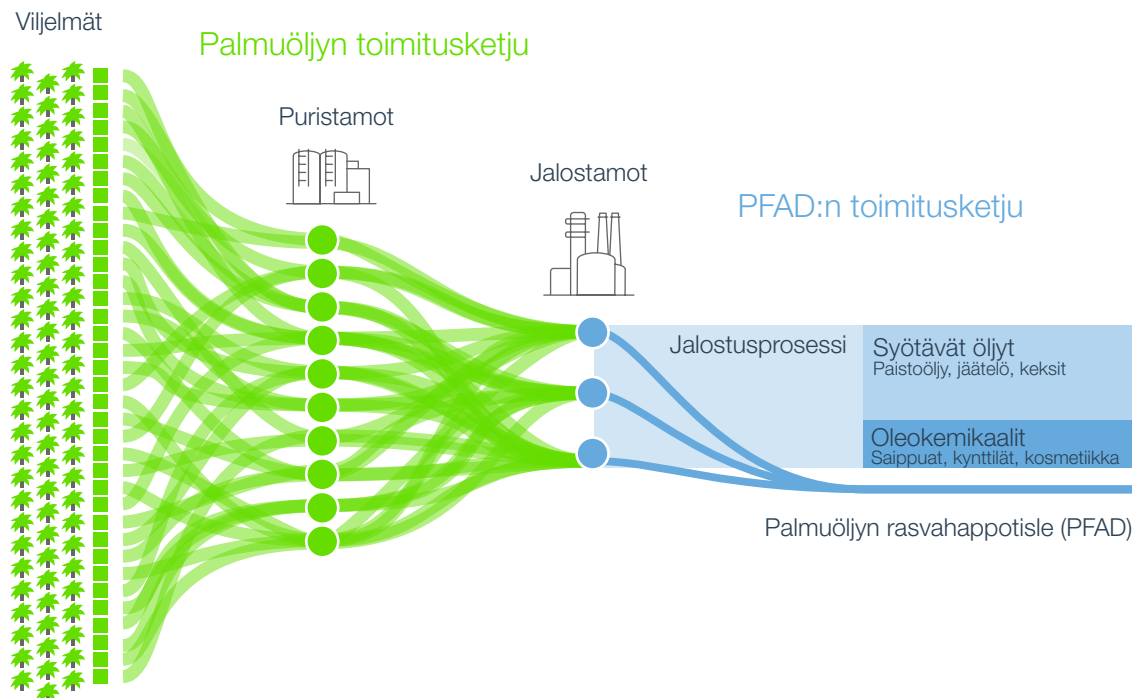 Viljelmät
Palmuöljyn toimitusketju
Puristamot
Jalostamot
PFAD:n toimitusketju
Jalostusprosessi
Syötävät öljyt
Paistoöljy, jäätelö, keksit
Oleokemikaalit
Saippuat, kynttilät, kosmetiikka
Palmuöljyn rasvahappotisle (PFAD)